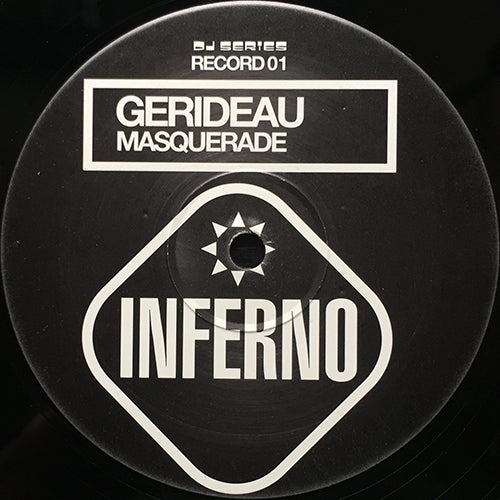 DJ SERIES
RECORD 01
GERIDEAU
MASQUERADE
INFERNO